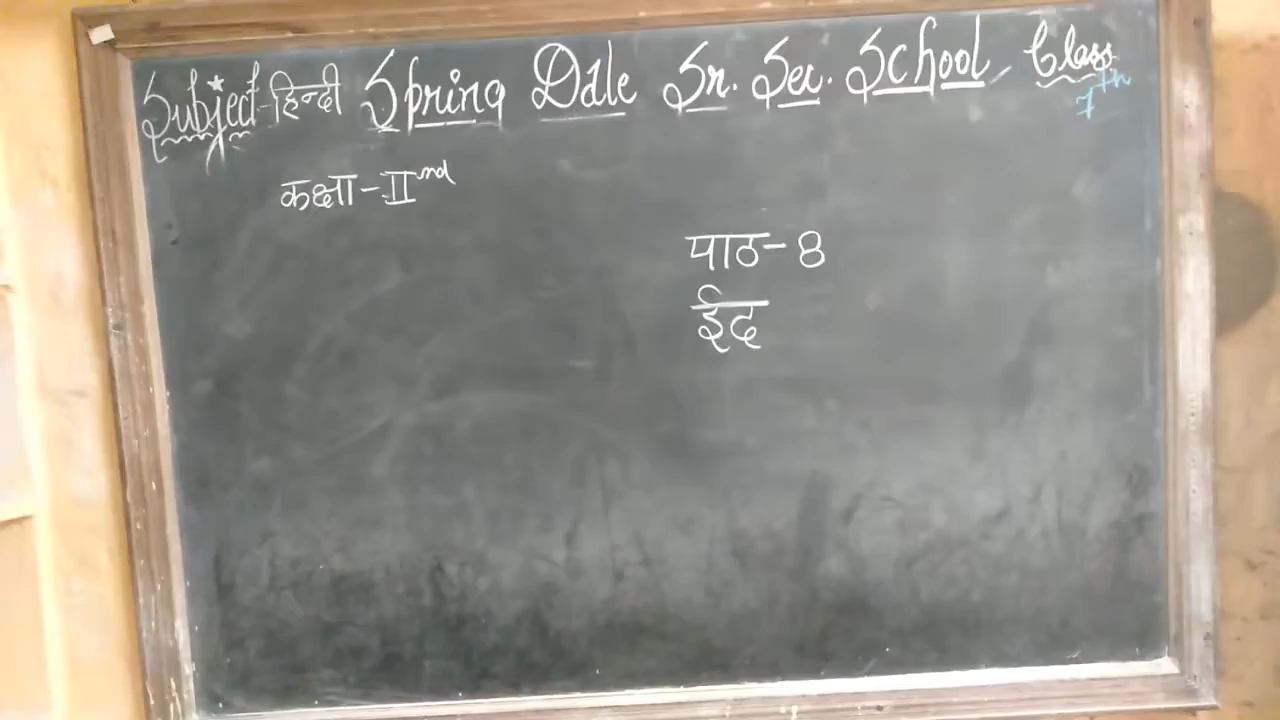 Subject - हिन्दी Spring Dale Sr. Sec. School Class
7th
कक्षा - IInd
पाठ - 8
ईद